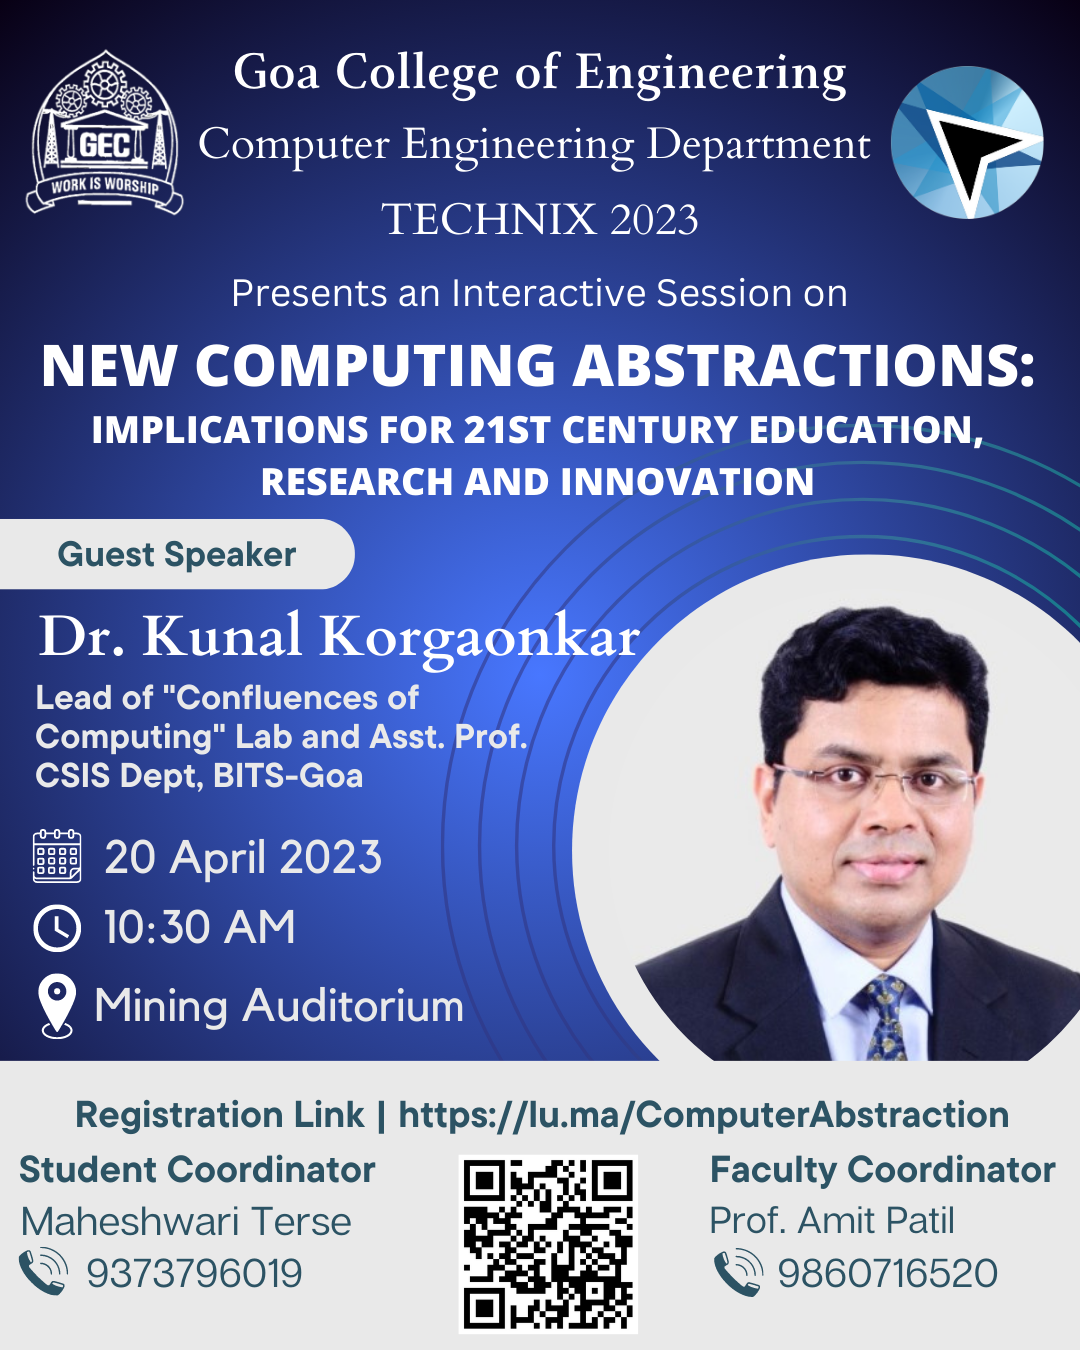 GEC
WORK IS WORSHIP
Goa College of Engineering
Computer Engineering Department
TECHNIX 2023
Presents an Interactive Session on
NEW COMPUTING ABSTRACTIONS:
IMPLICATIONS FOR 21ST CENTURY EDUCATION,
RESEARCH AND INNOVATION
Guest Speaker
Dr. Kunal Korgaonkar
Lead of "Confluences of
Computing" Lab and Asst. Prof.
CSIS Dept, BITS-Goa
20 April 2023
10:30 AM
Mining Auditorium
Registration Link | https://lu.ma/ComputerAbstraction
Student Coordinator
Maheshwari Terse
9373796019
Faculty Coordinator
Prof. Amit Patil
9860716520